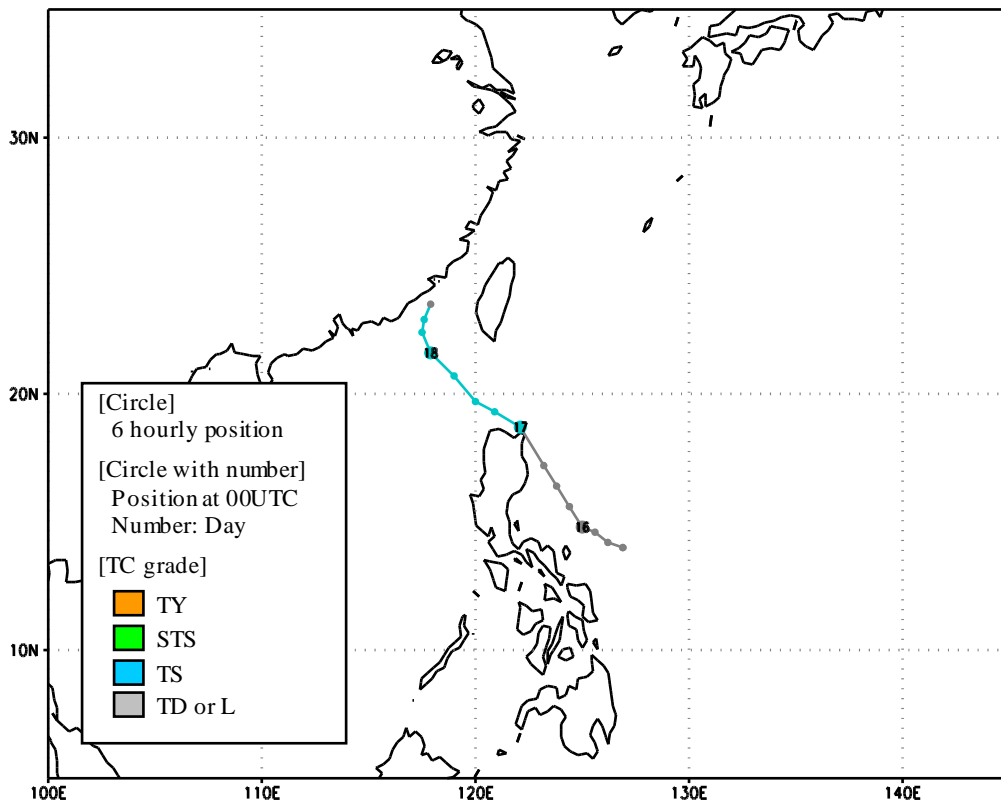 30N
20N
10N
18
17
16
[Circle]
6 hourly position
[Circle with number]
Position at 00UTC
Number: Day
[TC grade]
TY
STS
TS
TD or L
100E
110E
120E
130E
140E